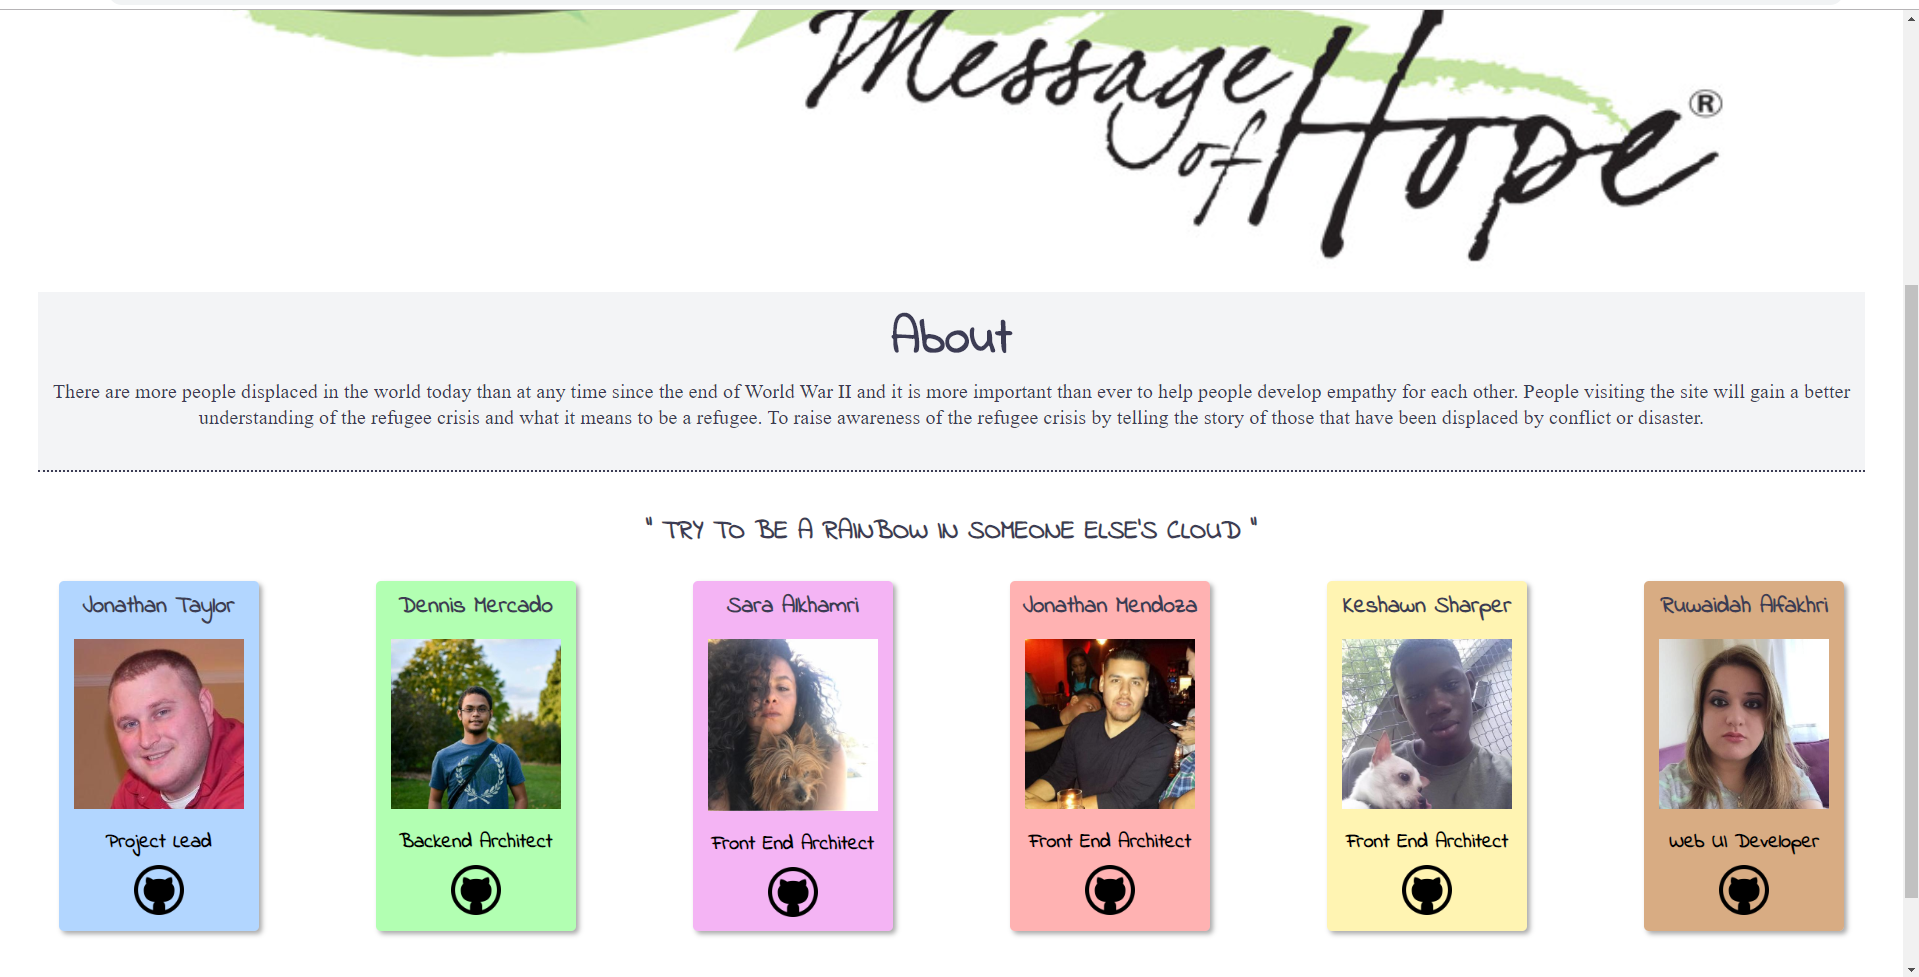 Message
of Hope ®
About
There are more people displaced in the world today than at any time since the end of World War II and it is more important than ever to help people develop empathy for each other. People visiting the site will gain a better
understanding of the refugee crisis and what it means to be a refugee. To raise awareness of the refugee crisis by telling the story of those that have been displaced by conflict or disaster.
" TRY TO BE A RAINBOW IN SOMEONE ELSE'S CLOUD "
Jonathan Taylor
Project Lead
Dennis Mercado
Backend Architect
Sara Alkhamri
Front End Architect
Jonathan Mendoza
Front End Architect
Keshawn Sharper
Front End Architect
Ruwaidah Alfakhri
Web UI Developer